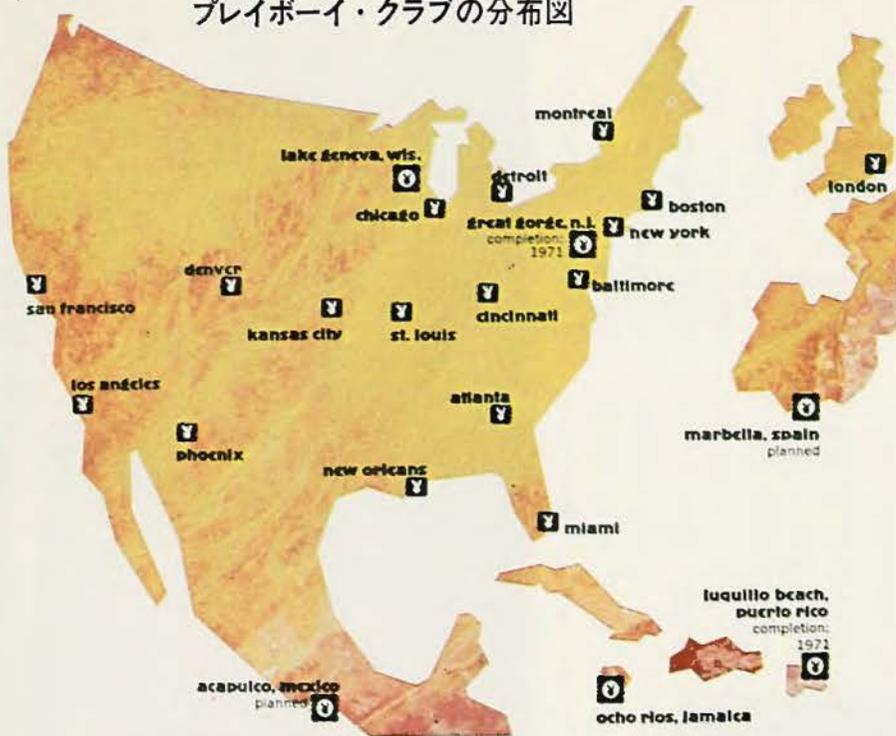 プレイボーイ・クラブの分布図
montreal
lake geneva, wis.
detroit
london
chicago
boston
great gorge, n.j.
completion:
1971
new york
denver
baltimore
san francisco
kansas city
st. louis
cincinnati
los angeles
atlanta
phoenix
marbella, spain
planned
new orleans
miami
luquillo beach,
puerto rico
completion:
1971
acapulco, mexico
planned
ocho rios, jamaica